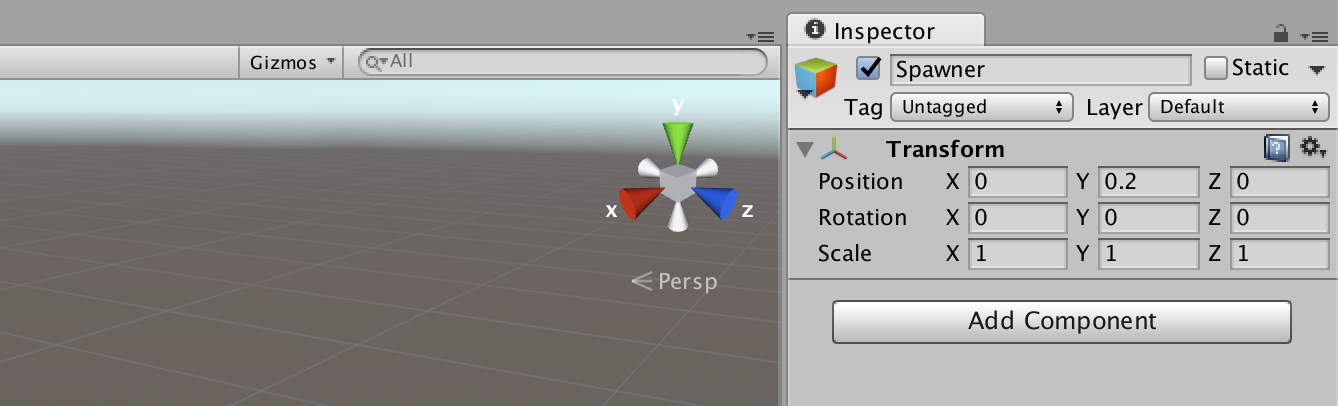 Inspector
Gizmos
All
Spawner
Static
Tag Untagged Layer Default
y
x
z
Persp
Transform
Position X 0 Y 0.2 Z 0
Rotation X 0 Y 0 Z 0
Scale X 1 Y 1 Z 1
Add Component